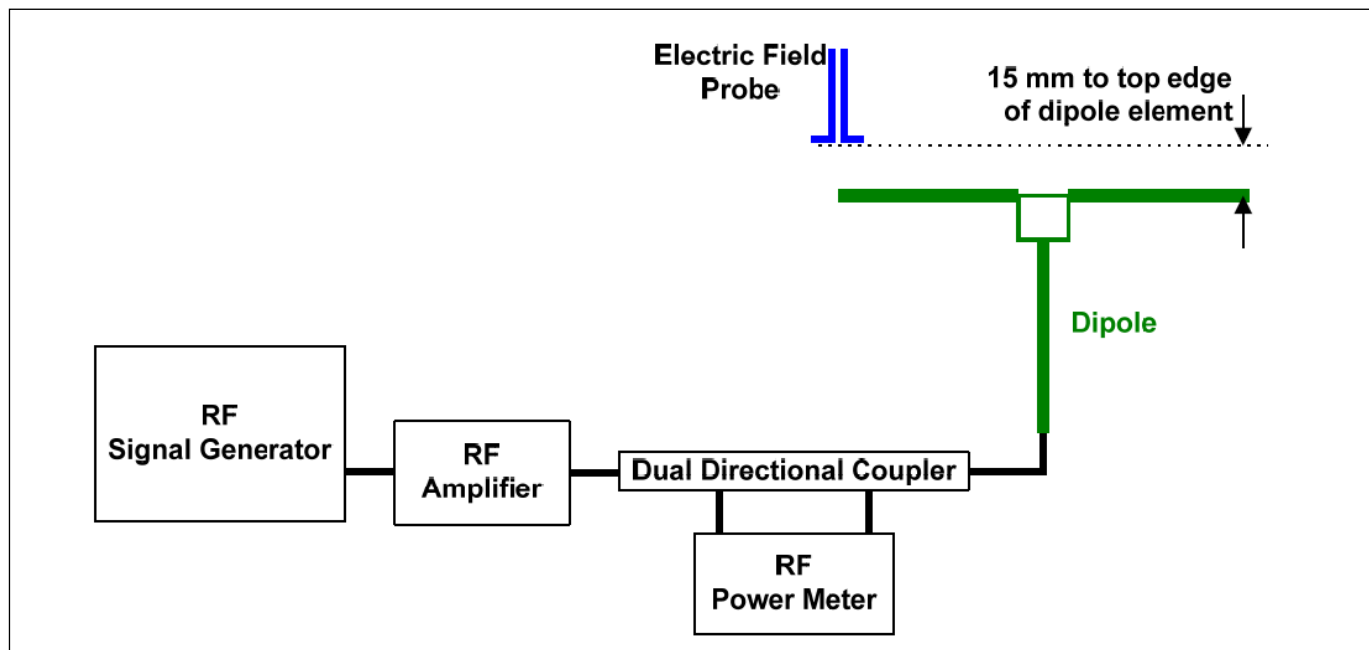 Electric Field
Probe
15 mm to top edge
of dipole element
Dipole
RF
Signal Generator
RF
Amplifier
Dual Directional Coupler
RF
Power Meter